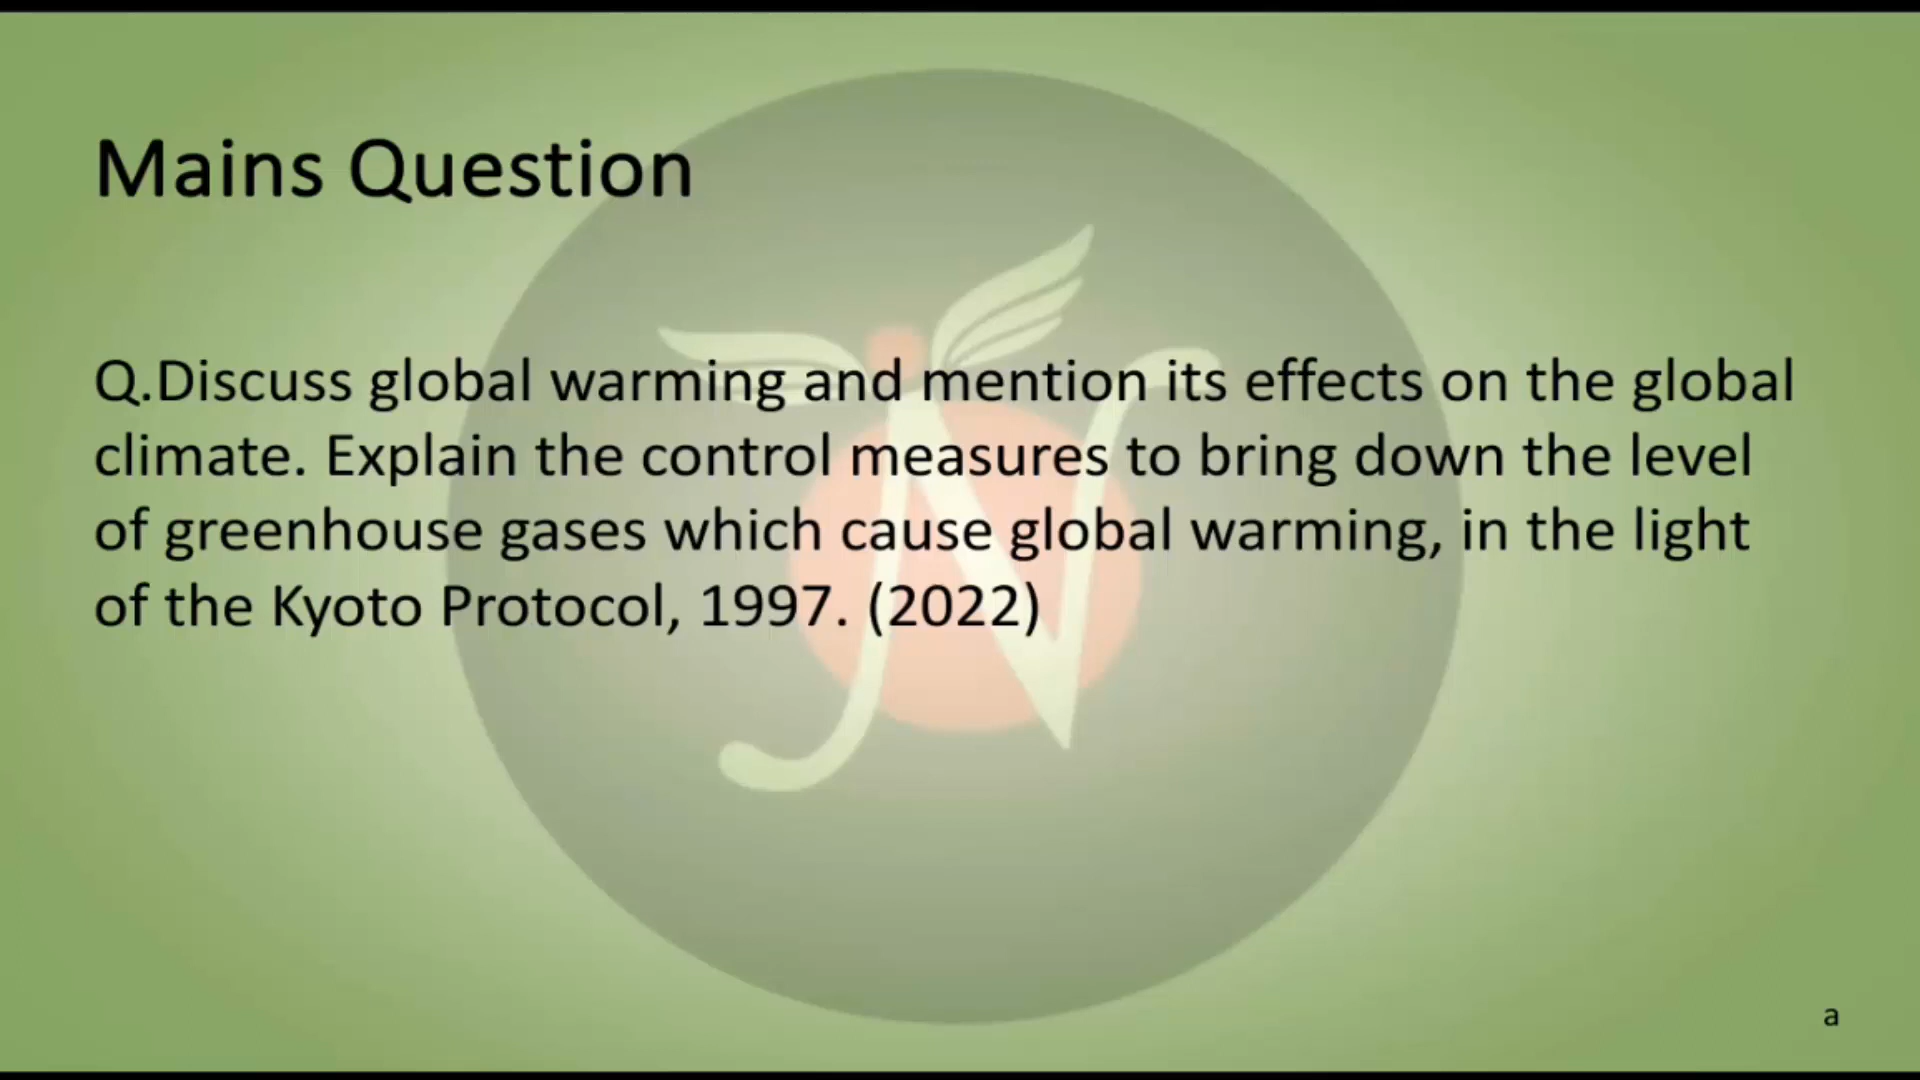 Mains Question
Q.Discuss global warming and mention its effects on the global
climate. Explain the control measures to bring down the level
of greenhouse gases which cause global warming, in the light
of the Kyoto Protocol, 1997. (2022)
a